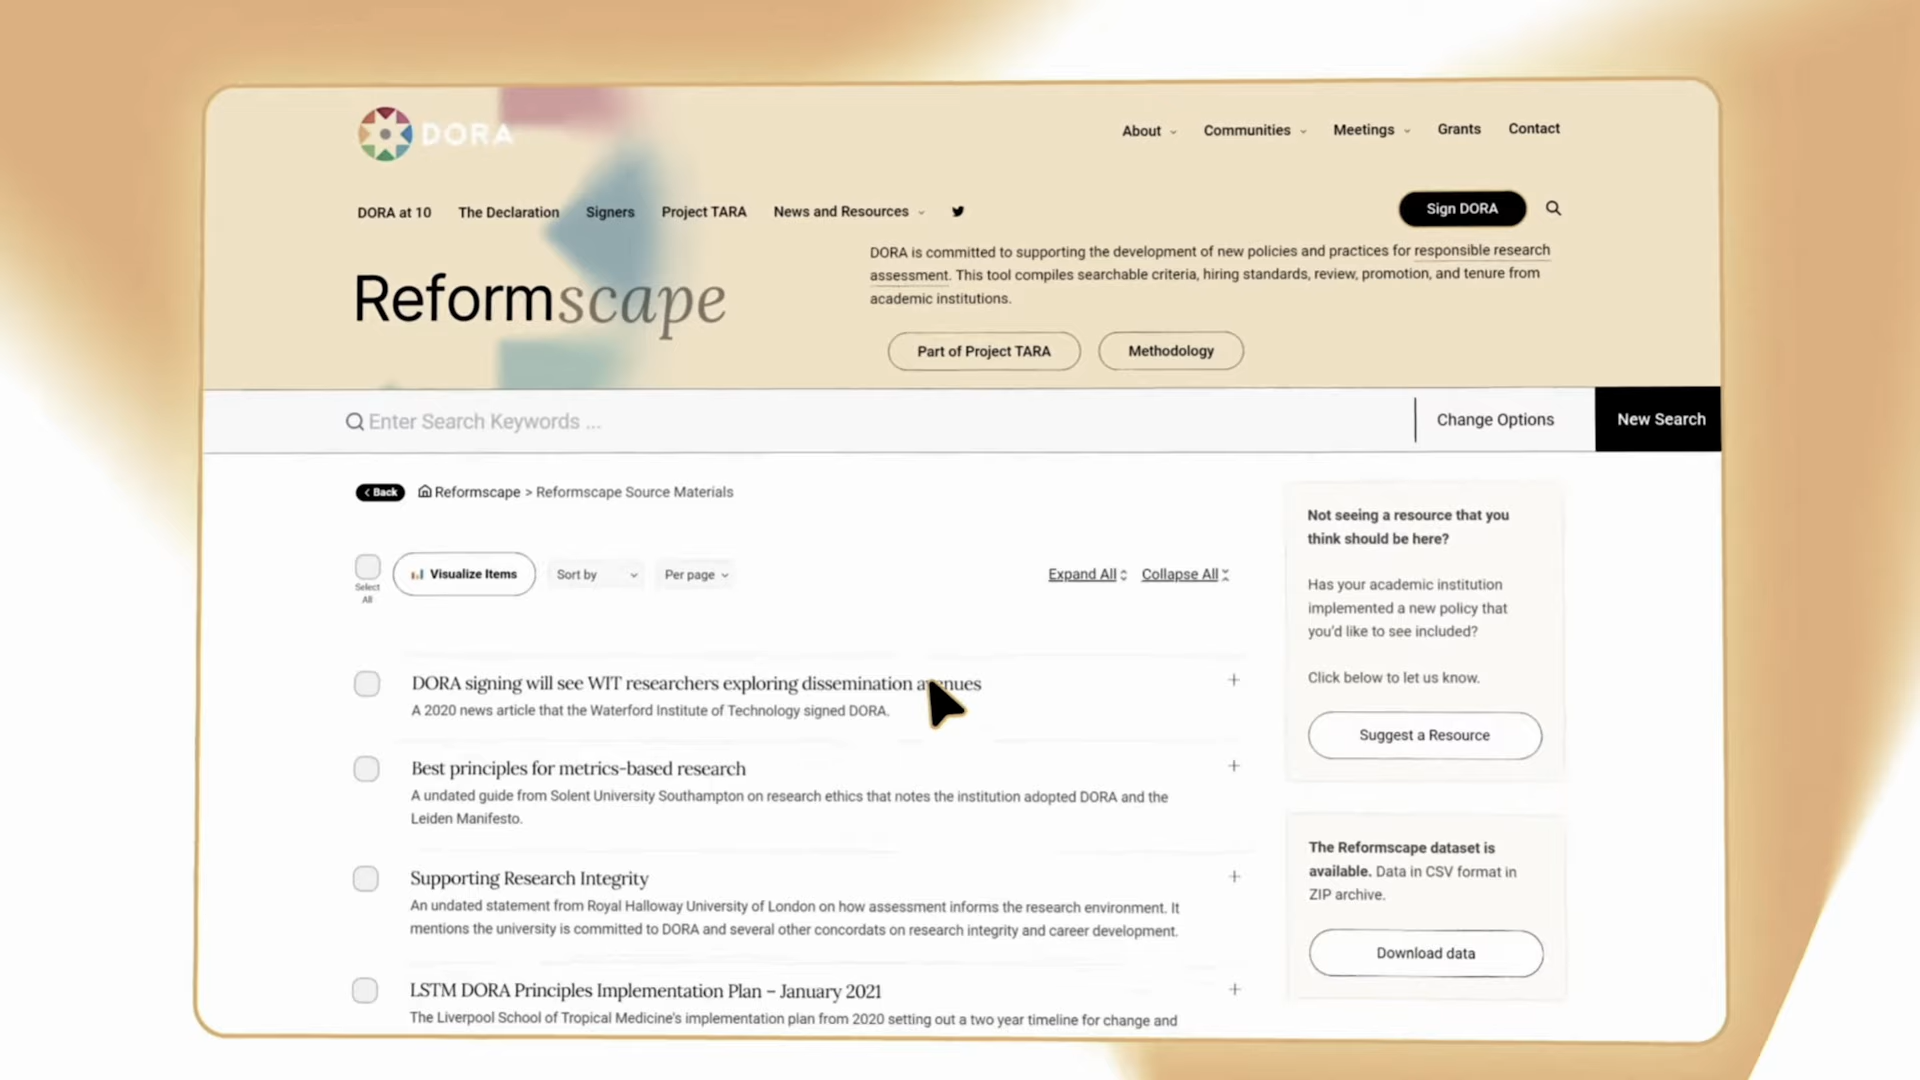 DORA
About
Communities
Meetings
Grants
Contact
DORA at 10
The Declaration
Signers
Project TARA
News and Resources
Sign DORA
Reformscape
DORA is committed to supporting the development of new policies and practices for responsible research
assessment. This tool compiles searchable criteria, hiring standards, review, promotion, and tenure from
academic institutions.
Part of Project TARA
Methodology
Enter Search Keywords ...
Change Options
New Search
< Back
Reformscape > Reformscape Source Materials
Select
All
Visualize Items
Sort by
Per page
Expand All
Collapse All
DORA signing will see WIT researchers exploring dissemination avenues
A 2020 news article that the Waterford Institute of Technology signed DORA.
Best principles for metrics-based research
A undated guide from Solent University Southampton on research ethics that notes the institution adopted DORA and the
Leiden Manifesto.
Supporting Research Integrity
An undated statement from Royal Halloway University of London on how assessment informs the research environment. It
mentions the university is committed to DORA and several other concordats on research integrity and career development.
LSTM DORA Principles Implementation Plan – January 2021
The Liverpool School of Tropical Medicine's implementation plan from 2020 setting out a two year timeline for change and
Not seeing a resource that you
think should be here?
Has your academic institution
implemented a new policy that
you'd like to see included?
Click below to let us know.
Suggest a Resource
The Reformscape dataset is
available. Data in CSV format in
ZIP archive.
Download data